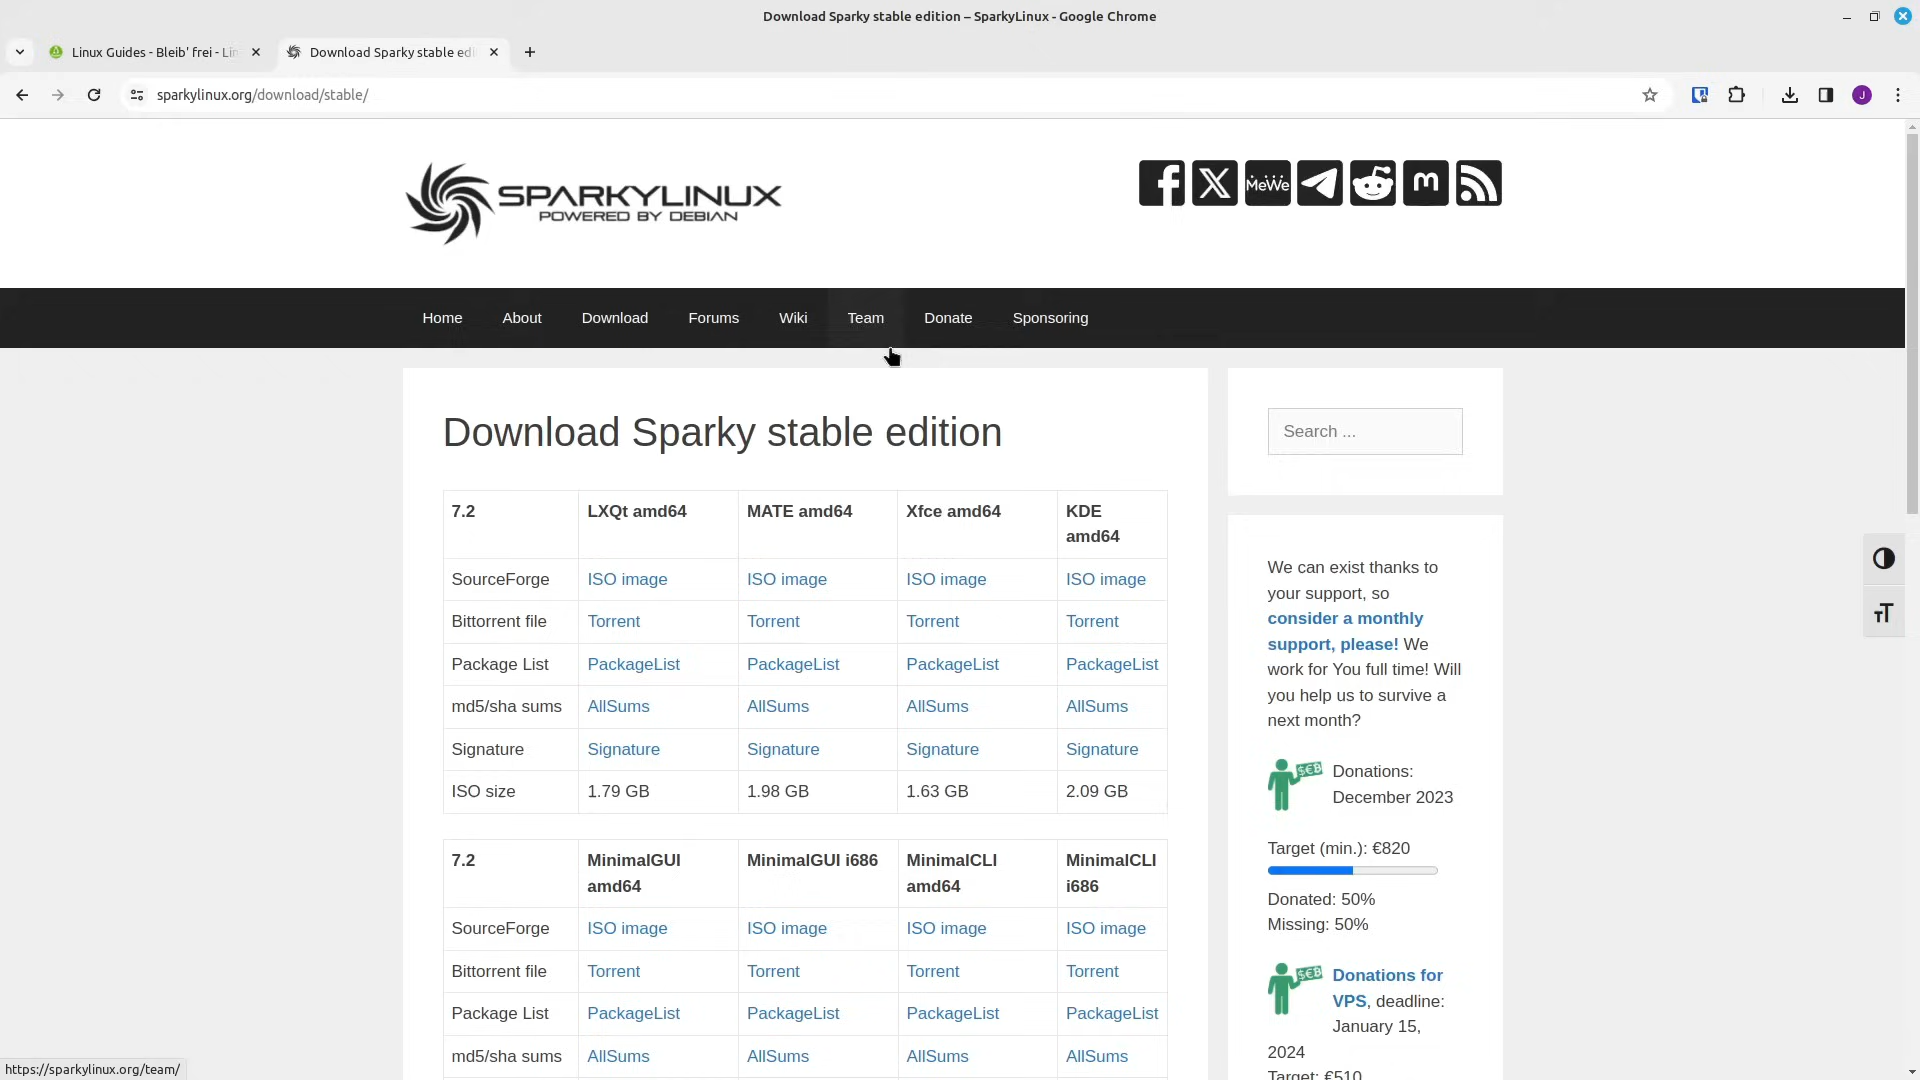 Download Sparky stable edition – SparkyLinux - Google Chrome
Linux Guides - Bleib' frei - Lin
Download Sparky stable edi
sparkylinux.org/download/stable/
J
SPARKYLINUX
POWERED BY DEBIAN
MeWe
Home About Download Forums Wiki Team Donate Sponsoring
Download Sparky stable edition
Search ...
7.2 LXQt amd64 MATE amd64 Xfce amd64 KDE
amd64
SourceForge ISO image ISO image ISO image ISO image
Bittorrent file Torrent Torrent Torrent Torrent
Package List PackageList PackageList PackageList PackageList
md5/sha sums AllSums AllSums AllSums AllSums
Signature Signature Signature Signature Signature
ISO size 1.79 GB 1.98 GB 1.63 GB 2.09 GB
7.2 MinimalGUI MinimalGUI i686 MinimalCLI MinimalCLI
amd64 amd64 i686
SourceForge ISO image ISO image ISO image ISO image
Bittorrent file Torrent Torrent Torrent Torrent
Package List PackageList PackageList PackageList PackageList
md5/sha sums AllSums AllSums AllSums AllSums
We can exist thanks to
your support, so
consider a monthly
support, please! We
work for You full time! Will
you help us to survive a
next month?
Donations:
December 2023
Target (min.): €820
Donated: 50%
Missing: 50%
Donations for
VPS, deadline:
January 15,
2024
Target: €510
https://sparkylinux.org/team/